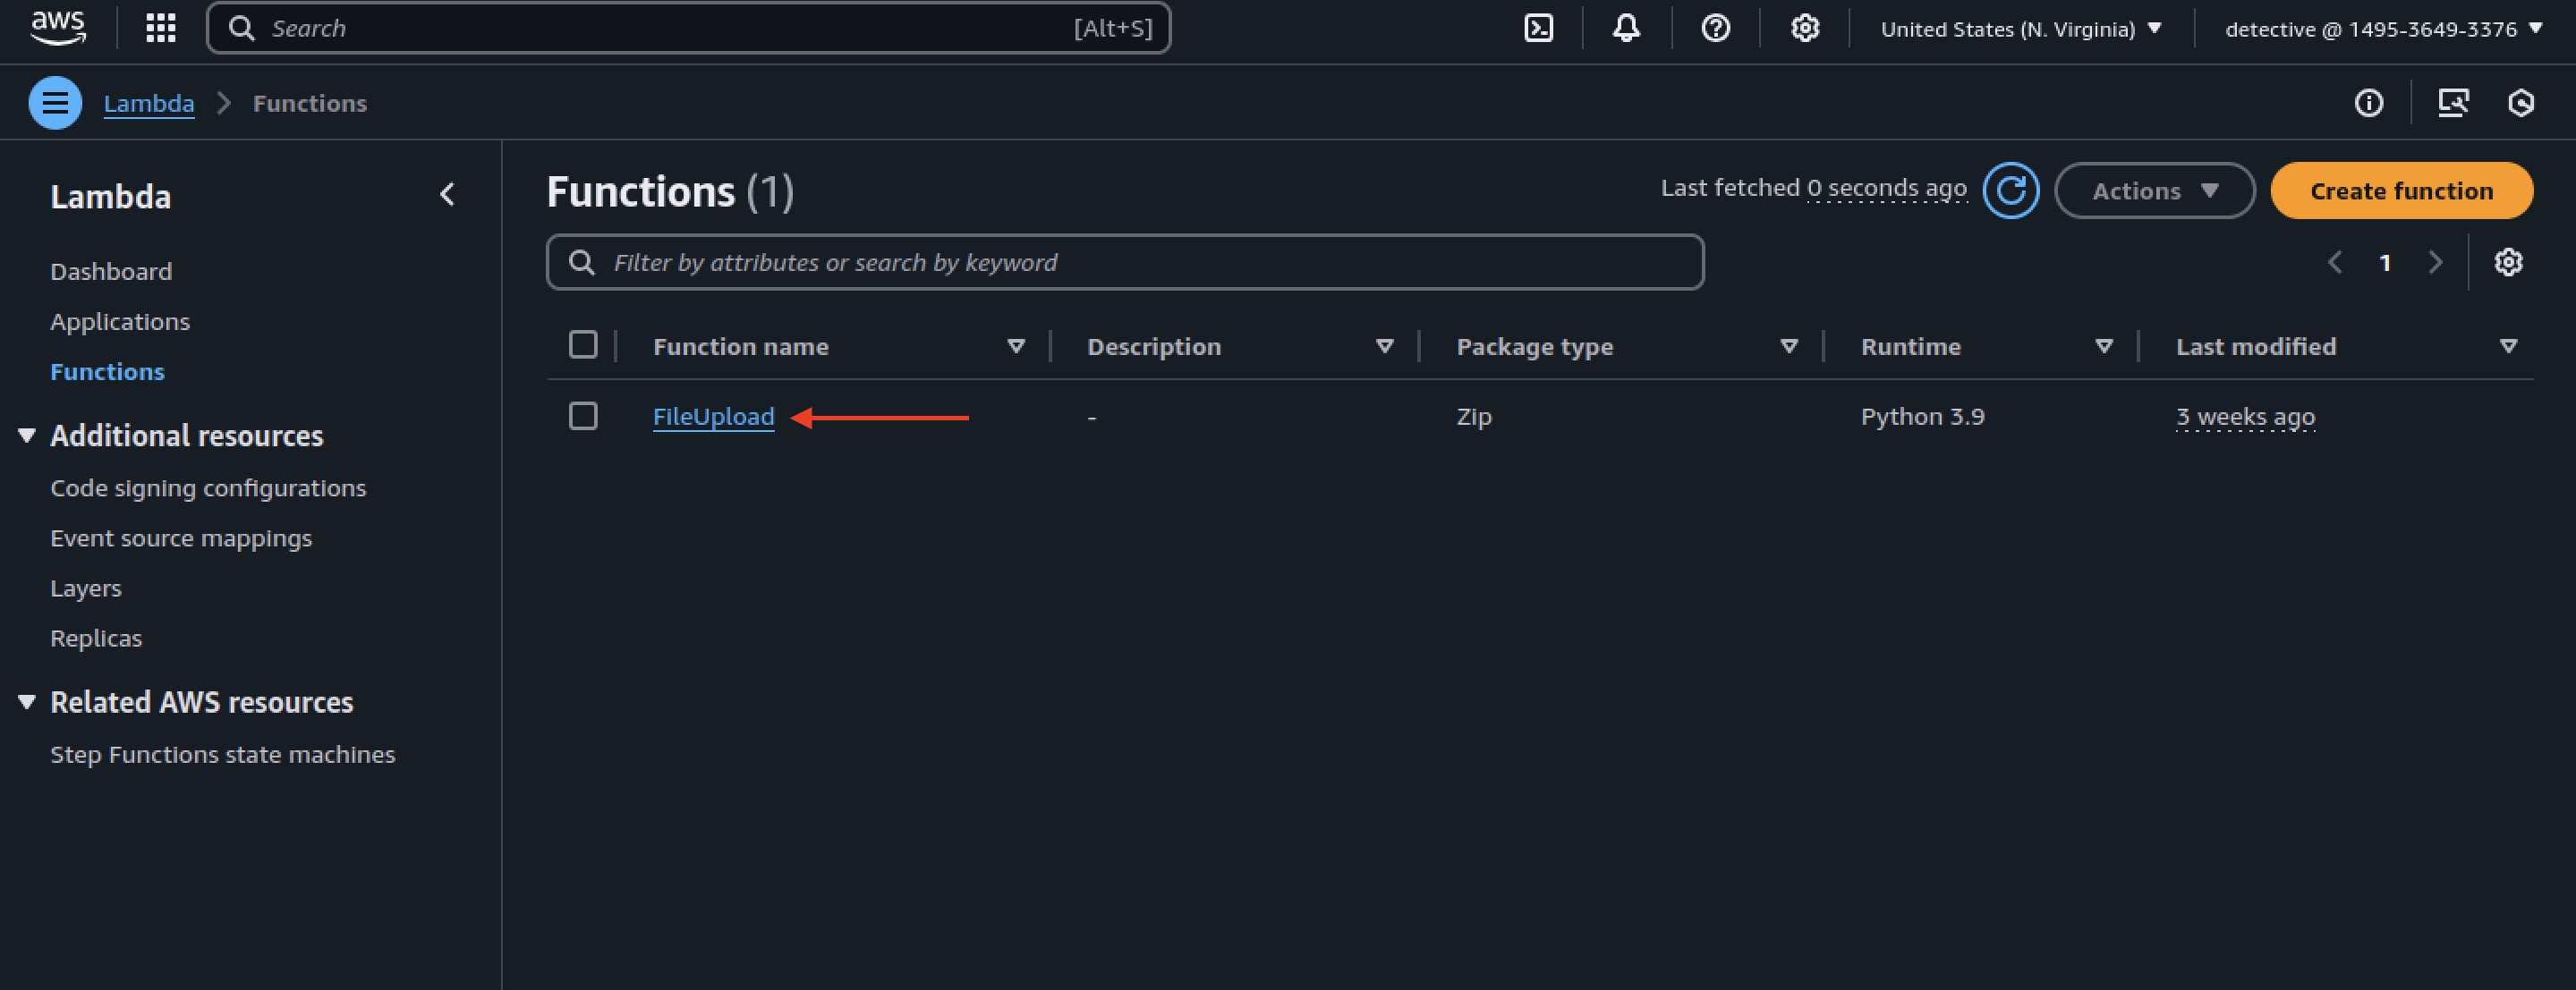 aws
Search [Alt+S]
United States (N. Virginia)
detective @ 1495-3649-3376
Lambda
Functions
Lambda
Dashboard
Applications
Functions
Additional resources
Code signing configurations
Event source mappings
Layers
Replicas
Related AWS resources
Step Functions state machines
Functions (1)
Last fetched 0 seconds ago
Actions
Create function
Filter by attributes or search by keyword
1
Function name Description Package type Runtime Last modified
FileUpload - Zip Python 3.9 3 weeks ago